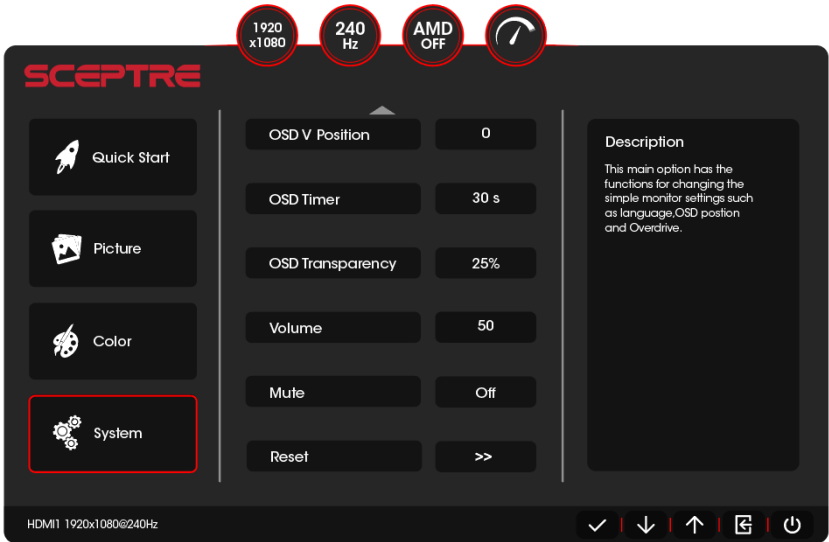 1920
x1080
240
Hz
AMD
OFF
SCEPTRE
Quick Start
Picture
Color
System
OSD V Position 0
OSD Timer 30 s
OSD Transparency 25%
Volume 50
Mute Off
Reset >>
Description
This main option has the
functions for changing the
simple monitor settings such
as language,OSD postion
and Overdrive.
HDMI1 1920x1080@240Hz